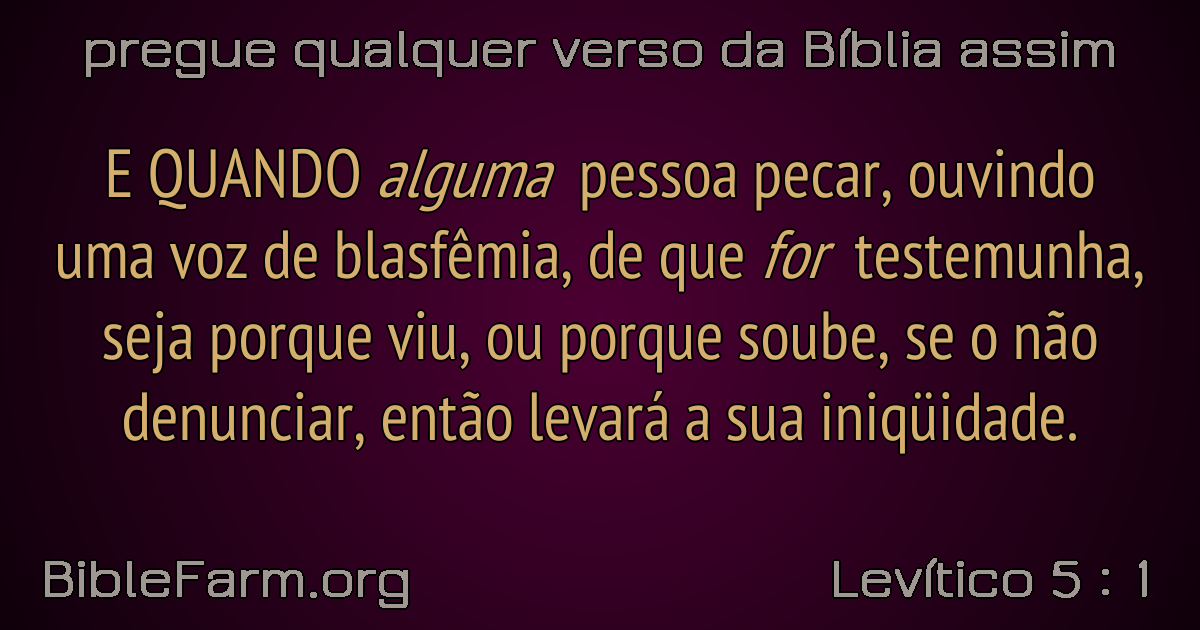 pregue qualquer verso da Bíblia assim
E QUANDO alguma pessoa pecar, ouvindo
uma voz de blasfêmia, de que for testemunha,
seja porque viu, ou porque soube, se o não
denunciar, então levará a sua iniqüidade.
BibleFarm.org
Levítico 5 : 1